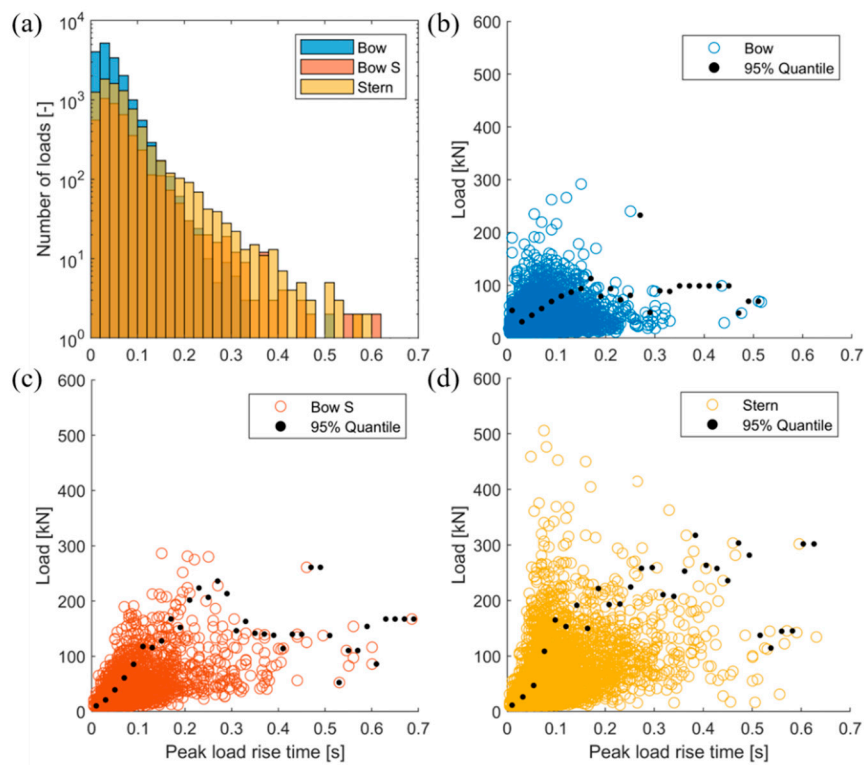 (a)
10^4
10^3
10^2
10^1
10^0
Number of loads [-]
Bow
Bow S
Stern
0 0.1 0.2 0.3 0.4 0.5 0.6 0.7
(b)
600
500
400
300
200
100
0
Load [kN]
Bow
95% Quantile
0 0.1 0.2 0.3 0.4 0.5 0.6 0.7
(c)
600
500
400
300
200
100
0
Load [kN]
Bow S
95% Quantile
0 0.1 0.2 0.3 0.4 0.5 0.6 0.7
Peak load rise time [s]
(d)
600
500
400
300
200
100
0
Load [kN]
Stern
95% Quantile
0 0.1 0.2 0.3 0.4 0.5 0.6 0.7
Peak load rise time [s]